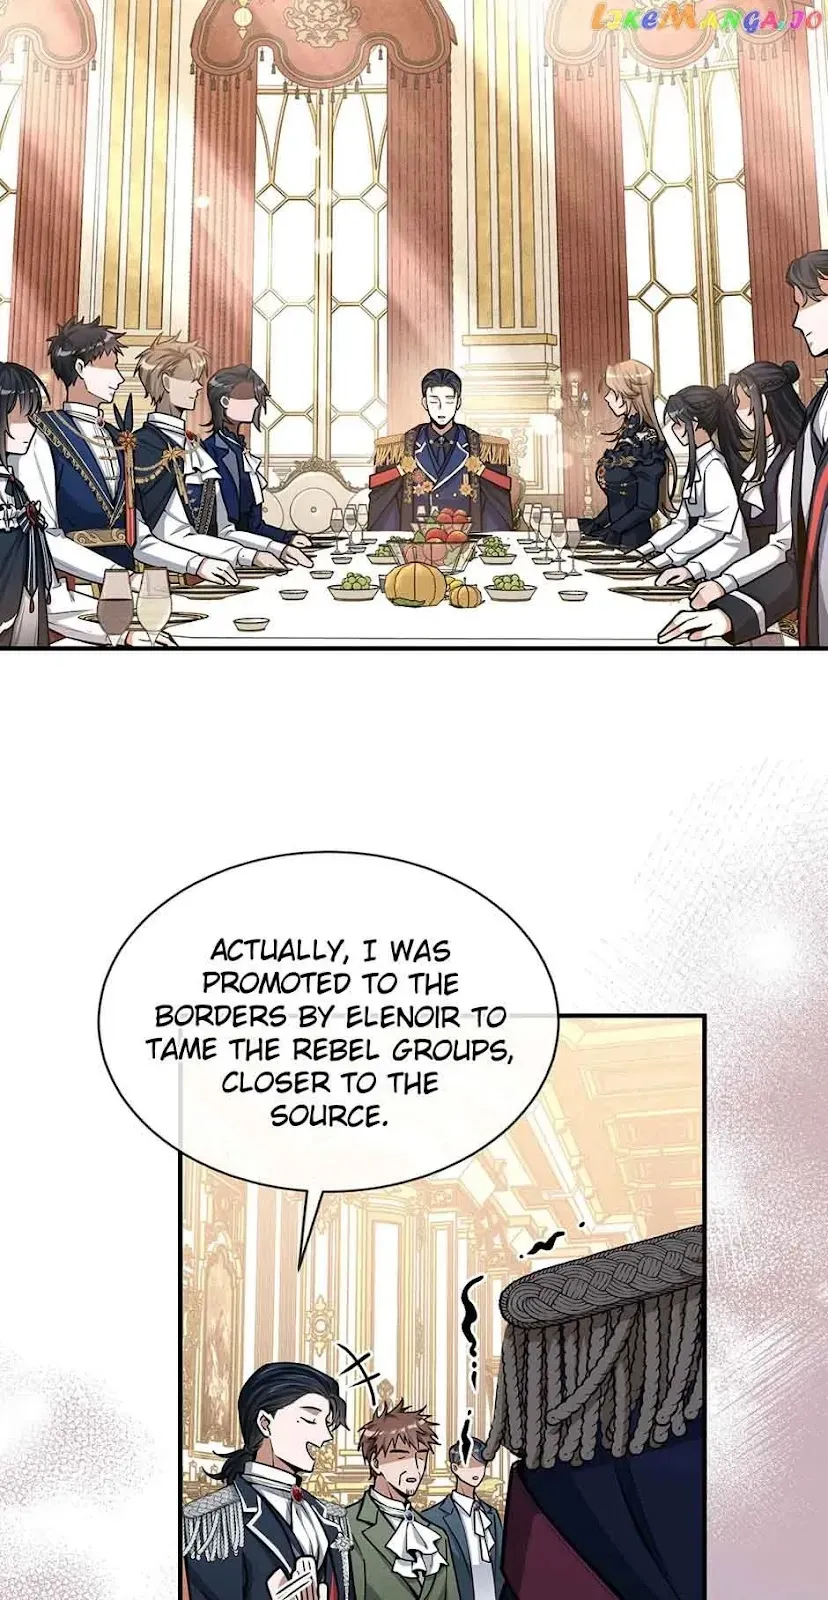 LIKEMANGA.IO
ACTUALLY, I WAS
PROMOTED TO THE
BORDERS BY ELENOIR TO
TAME THE REBEL GROUPS,
CLOSER TO THE
SOURCE.